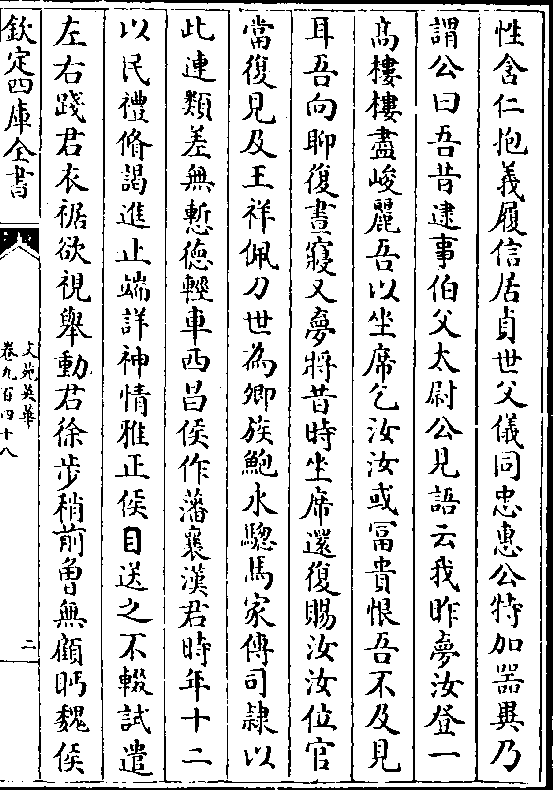 性含仁抱義履信居貞世父儀同忠惠公特加器異乃
謂公曰吾昔逮事伯父太尉公見語云我昨夢汝登一
髙樓樓盡峻麗吾以坐席乞汝汝或冨貴恨吾不及見
耳吾向聊復晝寢又夢將昔時坐席還復賜汝汝位官
當復見及王祥佩刀世為卿族鮑永驄馬家傳司隷以
此連類差無慙德輕車西昌侯作藩襄漢君時年十二
以民禮脩謁進止端詳神情雅正侯目送之不輟試遣
左右踐君衣裾欲視舉動君徐步稍前曾無顧眄魏侯
欽定四庫全書
文苑英華
卷九百四十八
二